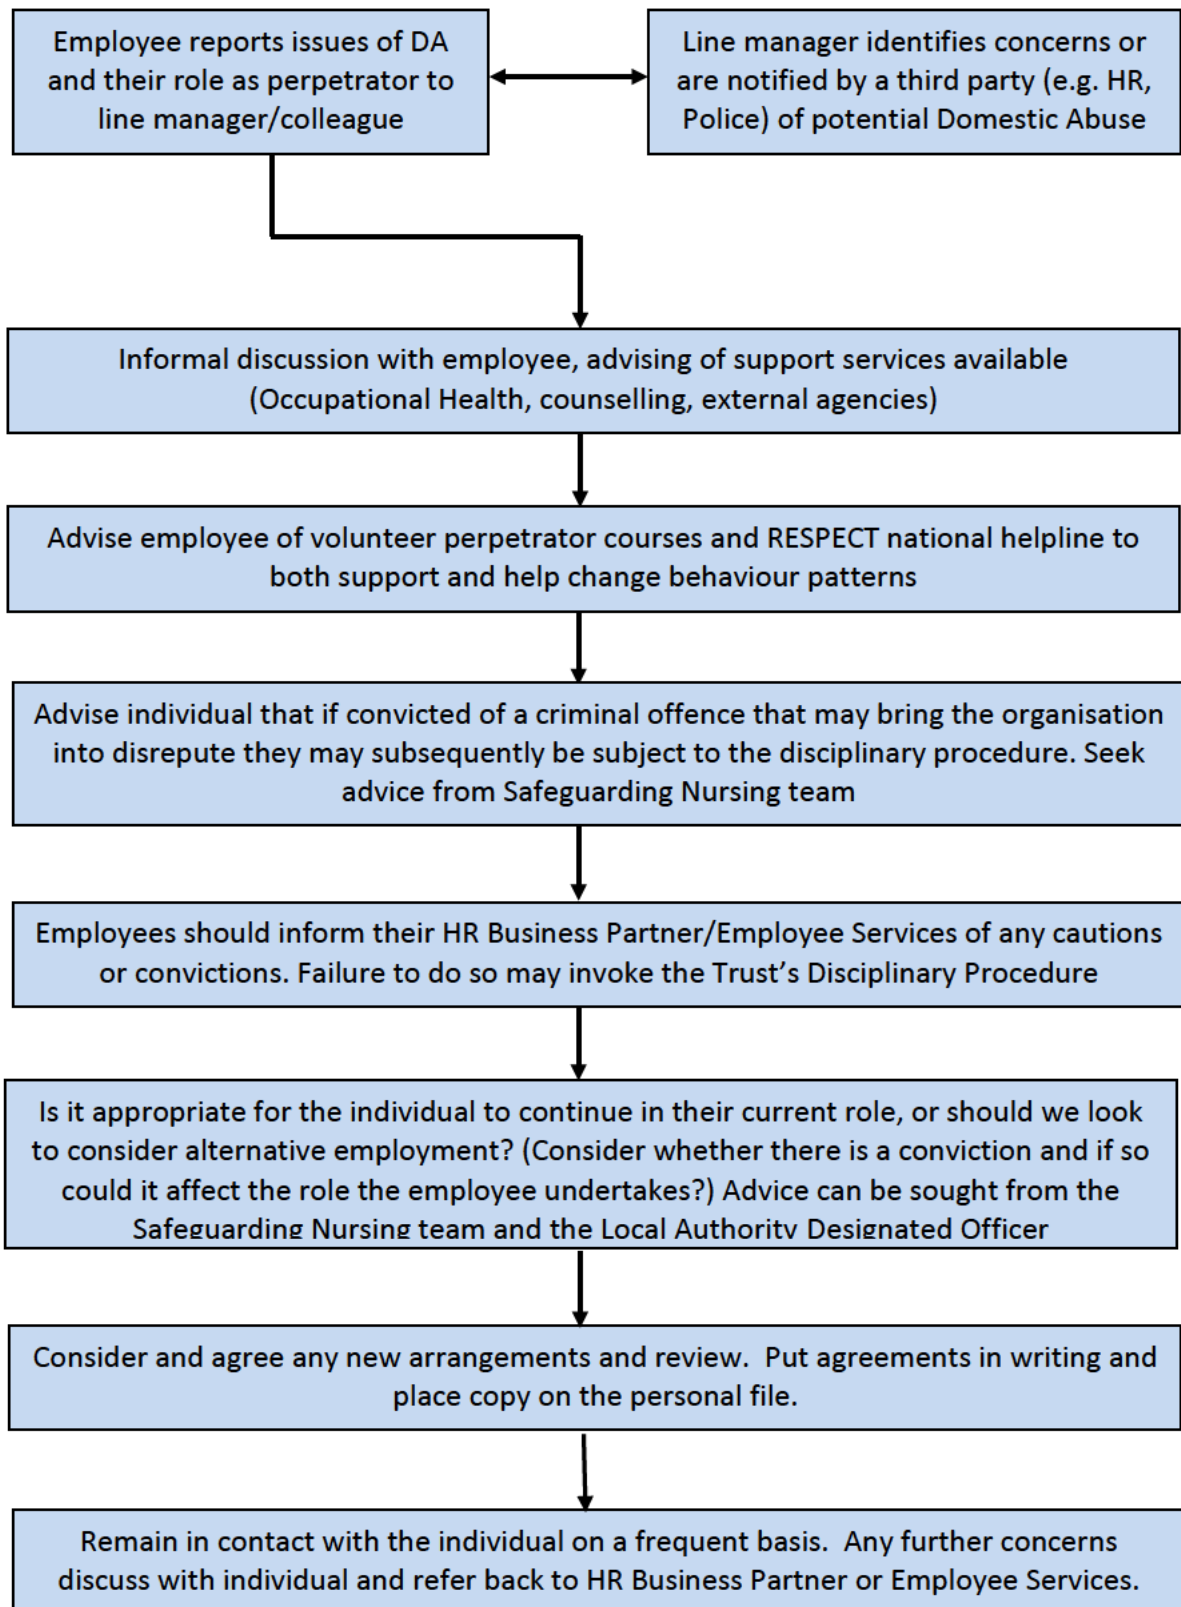 Employee reports issues of DA
and their role as perpetrator to
line manager/colleague
Line manager identifies concerns or
are notified by a third party (e.g. HR,
Police) of potential Domestic Abuse
Informal discussion with employee, advising of support services available
(Occupational Health, counselling, external agencies)
Advise employee of volunteer perpetrator courses and RESPECT national helpline to
both support and help change behaviour patterns
Advise individual that if convicted of a criminal offence that may bring the organisation
into disrepute they may subsequently be subject to the disciplinary procedure. Seek
advice from Safeguarding Nursing team
Employees should inform their HR Business Partner/Employee Services of any cautions
or convictions. Failure to do so may invoke the Trust’s Disciplinary Procedure
Is it appropriate for the individual to continue in their current role, or should we look
to consider alternative employment? (Consider whether there is a conviction and if so
could it affect the role the employee undertakes?) Advice can be sought from the
Safeguarding Nursing team and the Local Authority Designated Officer
Consider and agree any new arrangements and review.  Put agreements in writing and
place copy on the personal file.
Remain in contact with the individual on a frequent basis.  Any further concerns
discuss with individual and refer back to HR Business Partner or Employee Services.